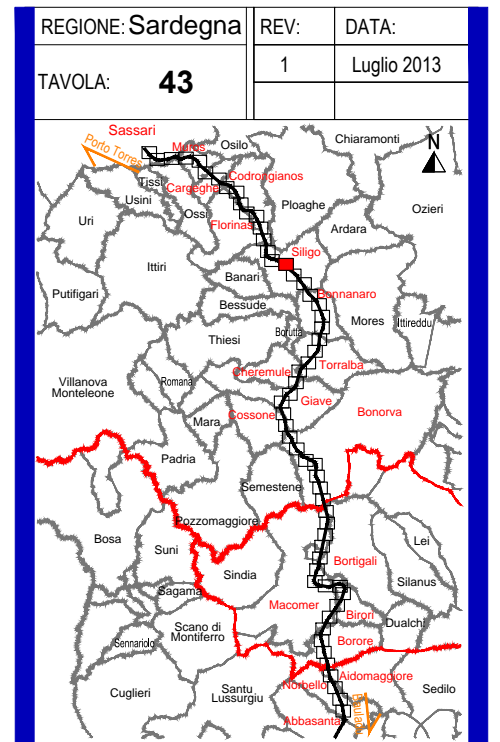 REGIONE: Sardegna
REV:
DATA:
TAVOLA: 43
1
Luglio 2013
Sassari
Porto Torres
Muros
Osilo
Chiaramonti
N
Tissi
Cargeghe
Codrongianos
Usini
Ossi
Ploaghe
Ozieri
Uri
Florinas
Ardara
Siligo
Ittiri
Banari
Putifigari
Bessude
Bonnanaro
Mores
Ittireddu
Thiesi
Borutta
Torralba
Villanova
Monteleone
Romana
Cheremule
Giave
Cossone
Bonorva
Mara
Padria
Semestene
Pozzomaggiore
Bosa
Suni
Lei
Bortigali
Sindia
Silanus
Sagama
Macomer
Birori
Dualchi
Scano di
Montiferro
Sennariolo
Borore
Aidomaggiore
Norbello
Cuglieri
Santu
Lussurgiu
Sedilo
Abbasanta